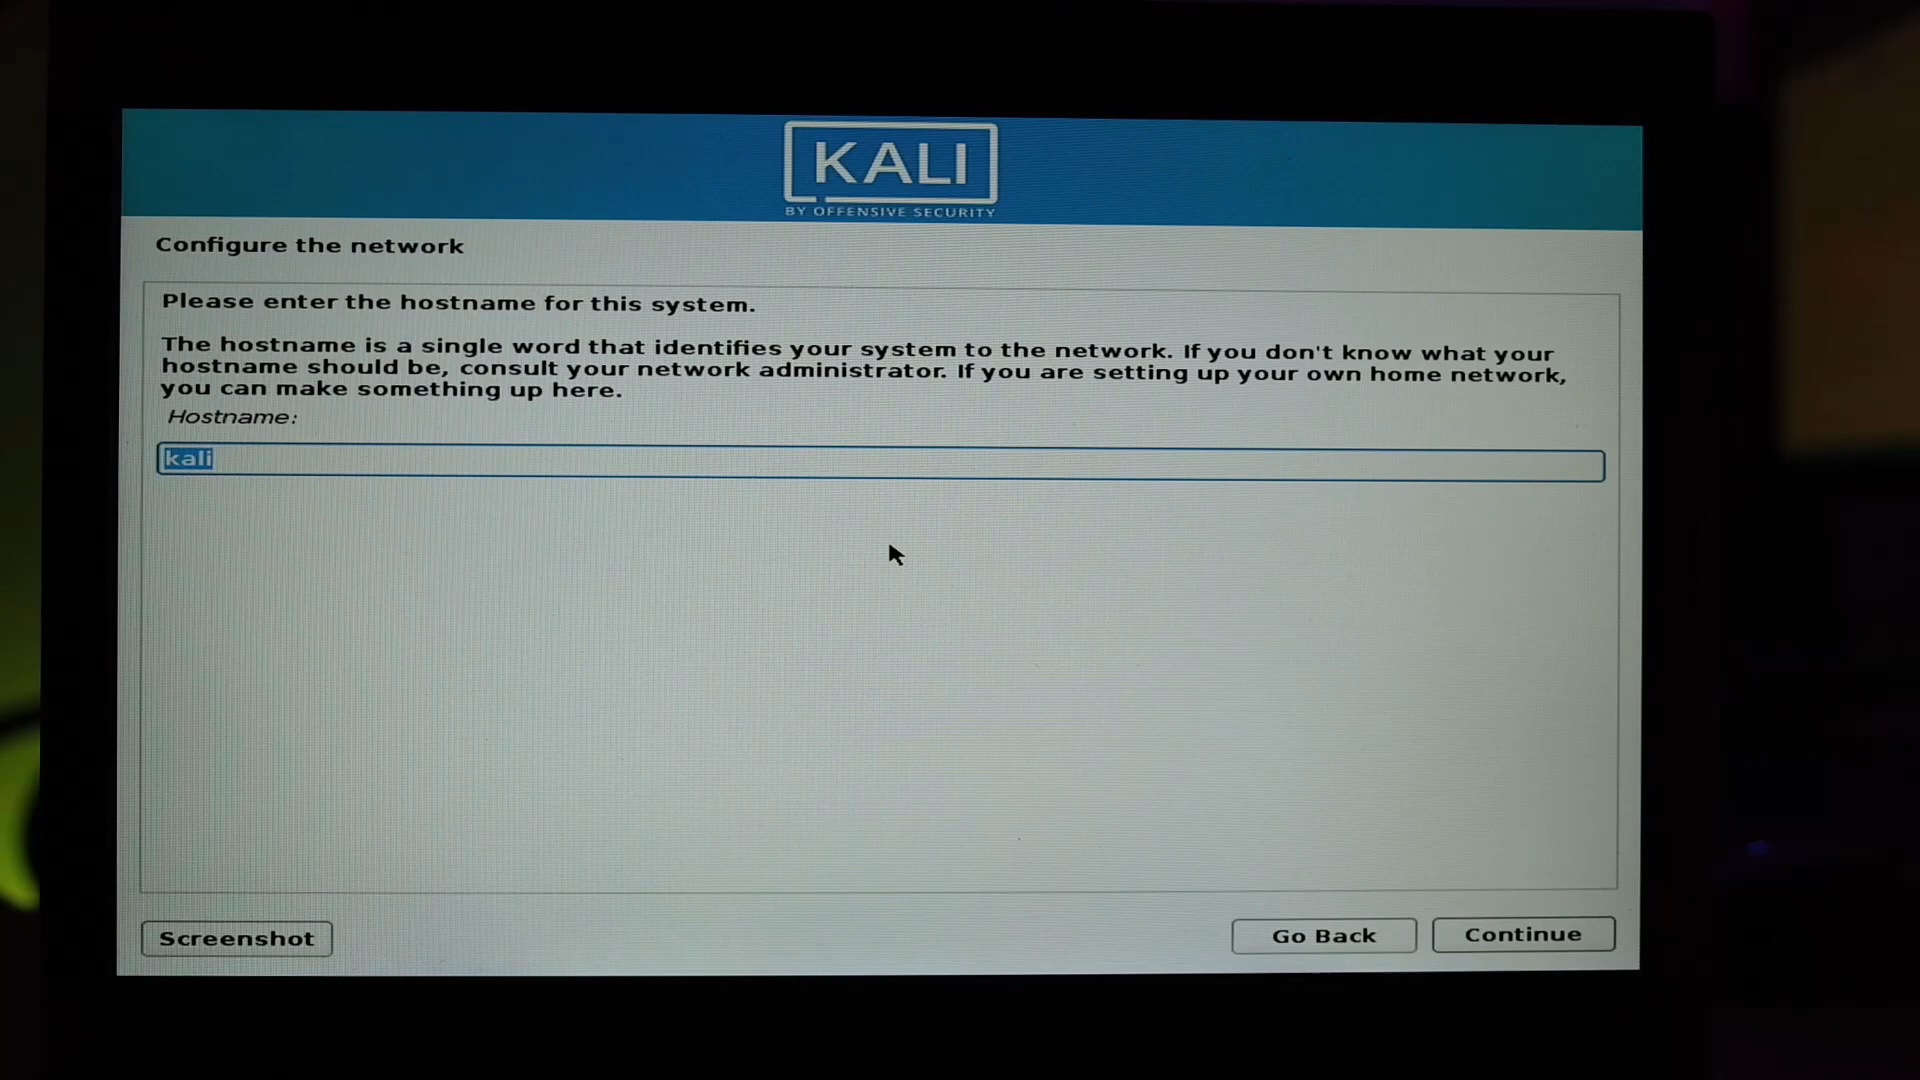 KALI
BY OFFENSIVE SECURITY
Configure the network
Please enter the hostname for this system.
The hostname is a single word that identifies your system to the network. If you don't know what your
hostname should be, consult your network administrator. If you are setting up your own home network,
you can make something up here.
Hostname:
kali
Screenshot
Go Back
Continue